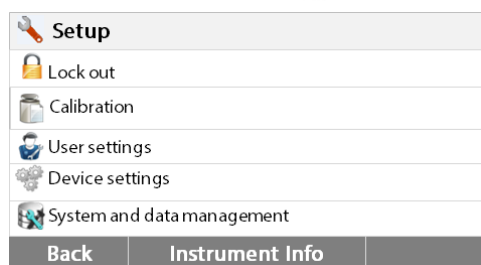 Setup
Lock out
Calibration
User settings
Device settings
System and data management
Back Instrument Info